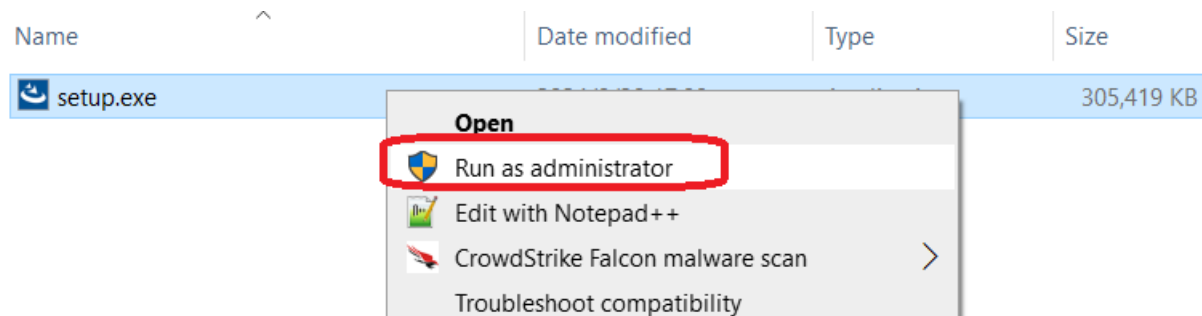 Name Date modified Type Size
setup.exe 305,419 KB
Open
Run as administrator
Edit with Notepad++
CrowdStrike Falcon malware scan
Troubleshoot compatibility